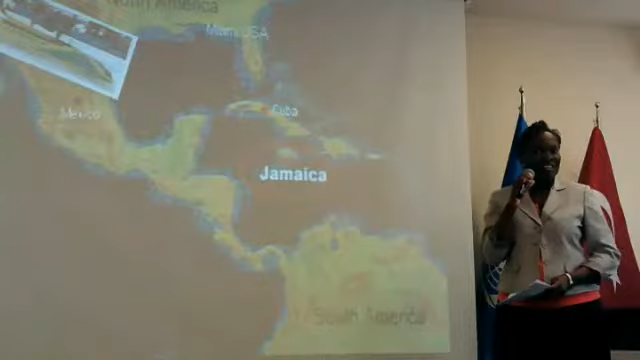 North America
Miami, USA
Mexico
Cuba
Jamaica
South America